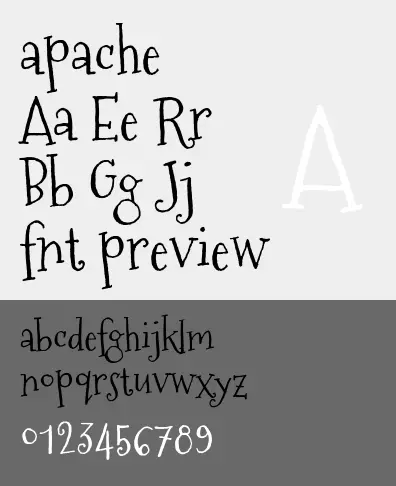 apache
Aa Ee Rr
A
Bb Gg Jj
fnt preview
abcdefghijklm
nopqrstuvwxyz
0123456789